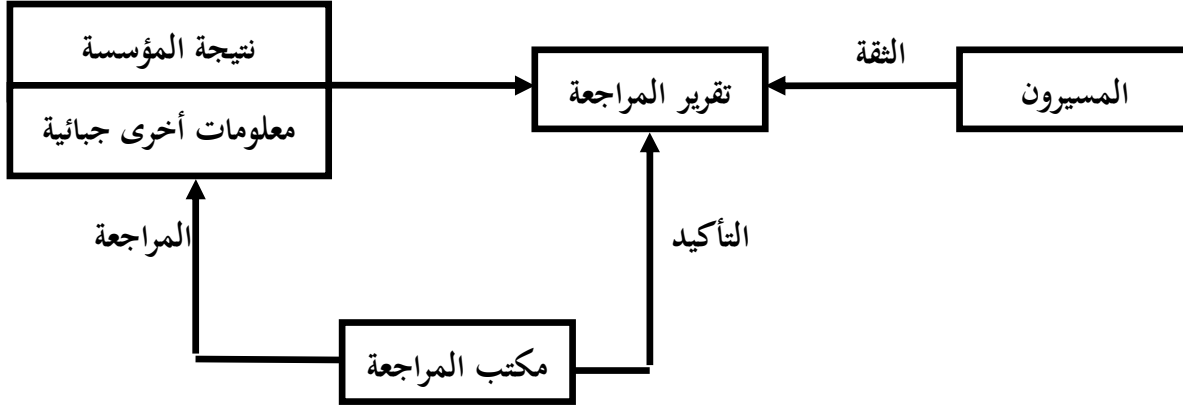 نتيجة المؤسسة
معلومات أخرى جبائية
الثقة
تقرير المراجعة
المسيرون
المراجعة
التأكيد
مكتب المراجعة